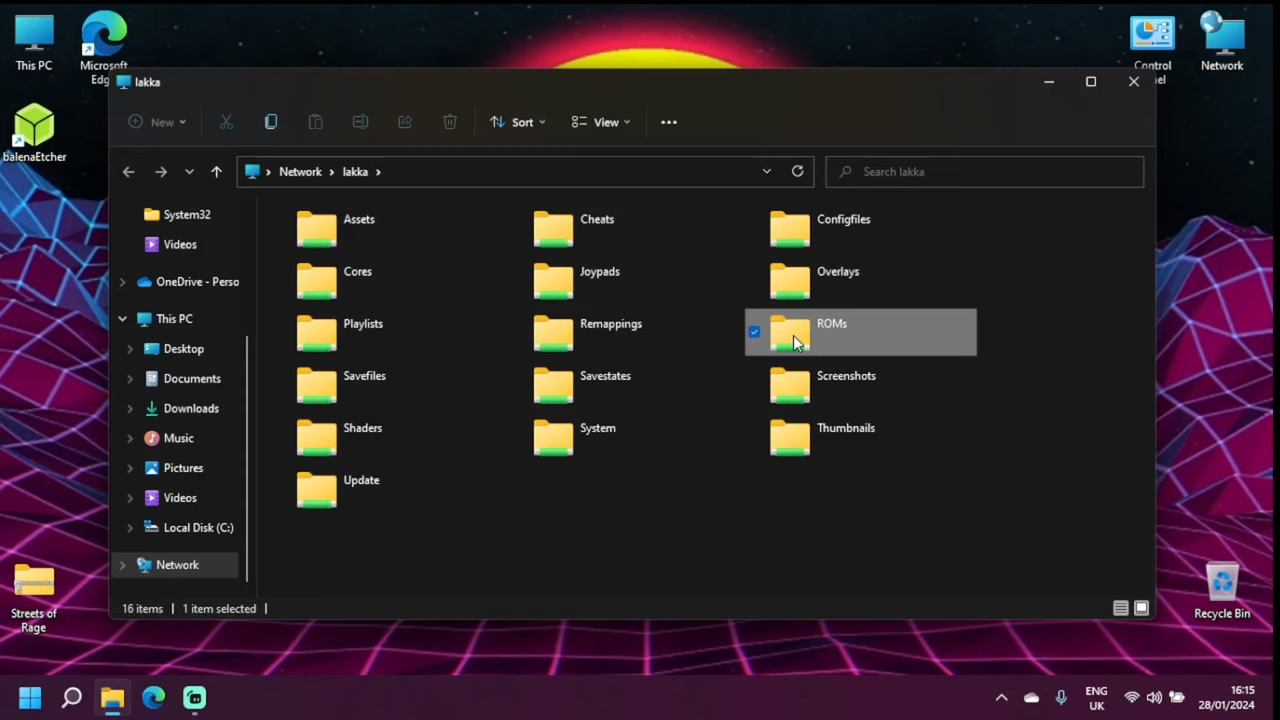 This PC
Microsoft
Edg
Control
nel
Network
balenaEtcher
lakka
New
Sort
View
Network
lakka
Search lakka
System32
Videos
OneDrive - Perso
This PC
Desktop
Documents
Downloads
Music
Pictures
Videos
Local Disk (C:)
Network
Assets
Cheats
Configfiles
Cores
Joypads
Overlays
Playlists
Remappings
ROMs
Savefiles
Savestates
Screenshots
Shaders
System
Thumbnails
Update
16 items
1 item selected
Streets of
Rage
Recycle Bin
ENG
UK
16:15
28/01/2024